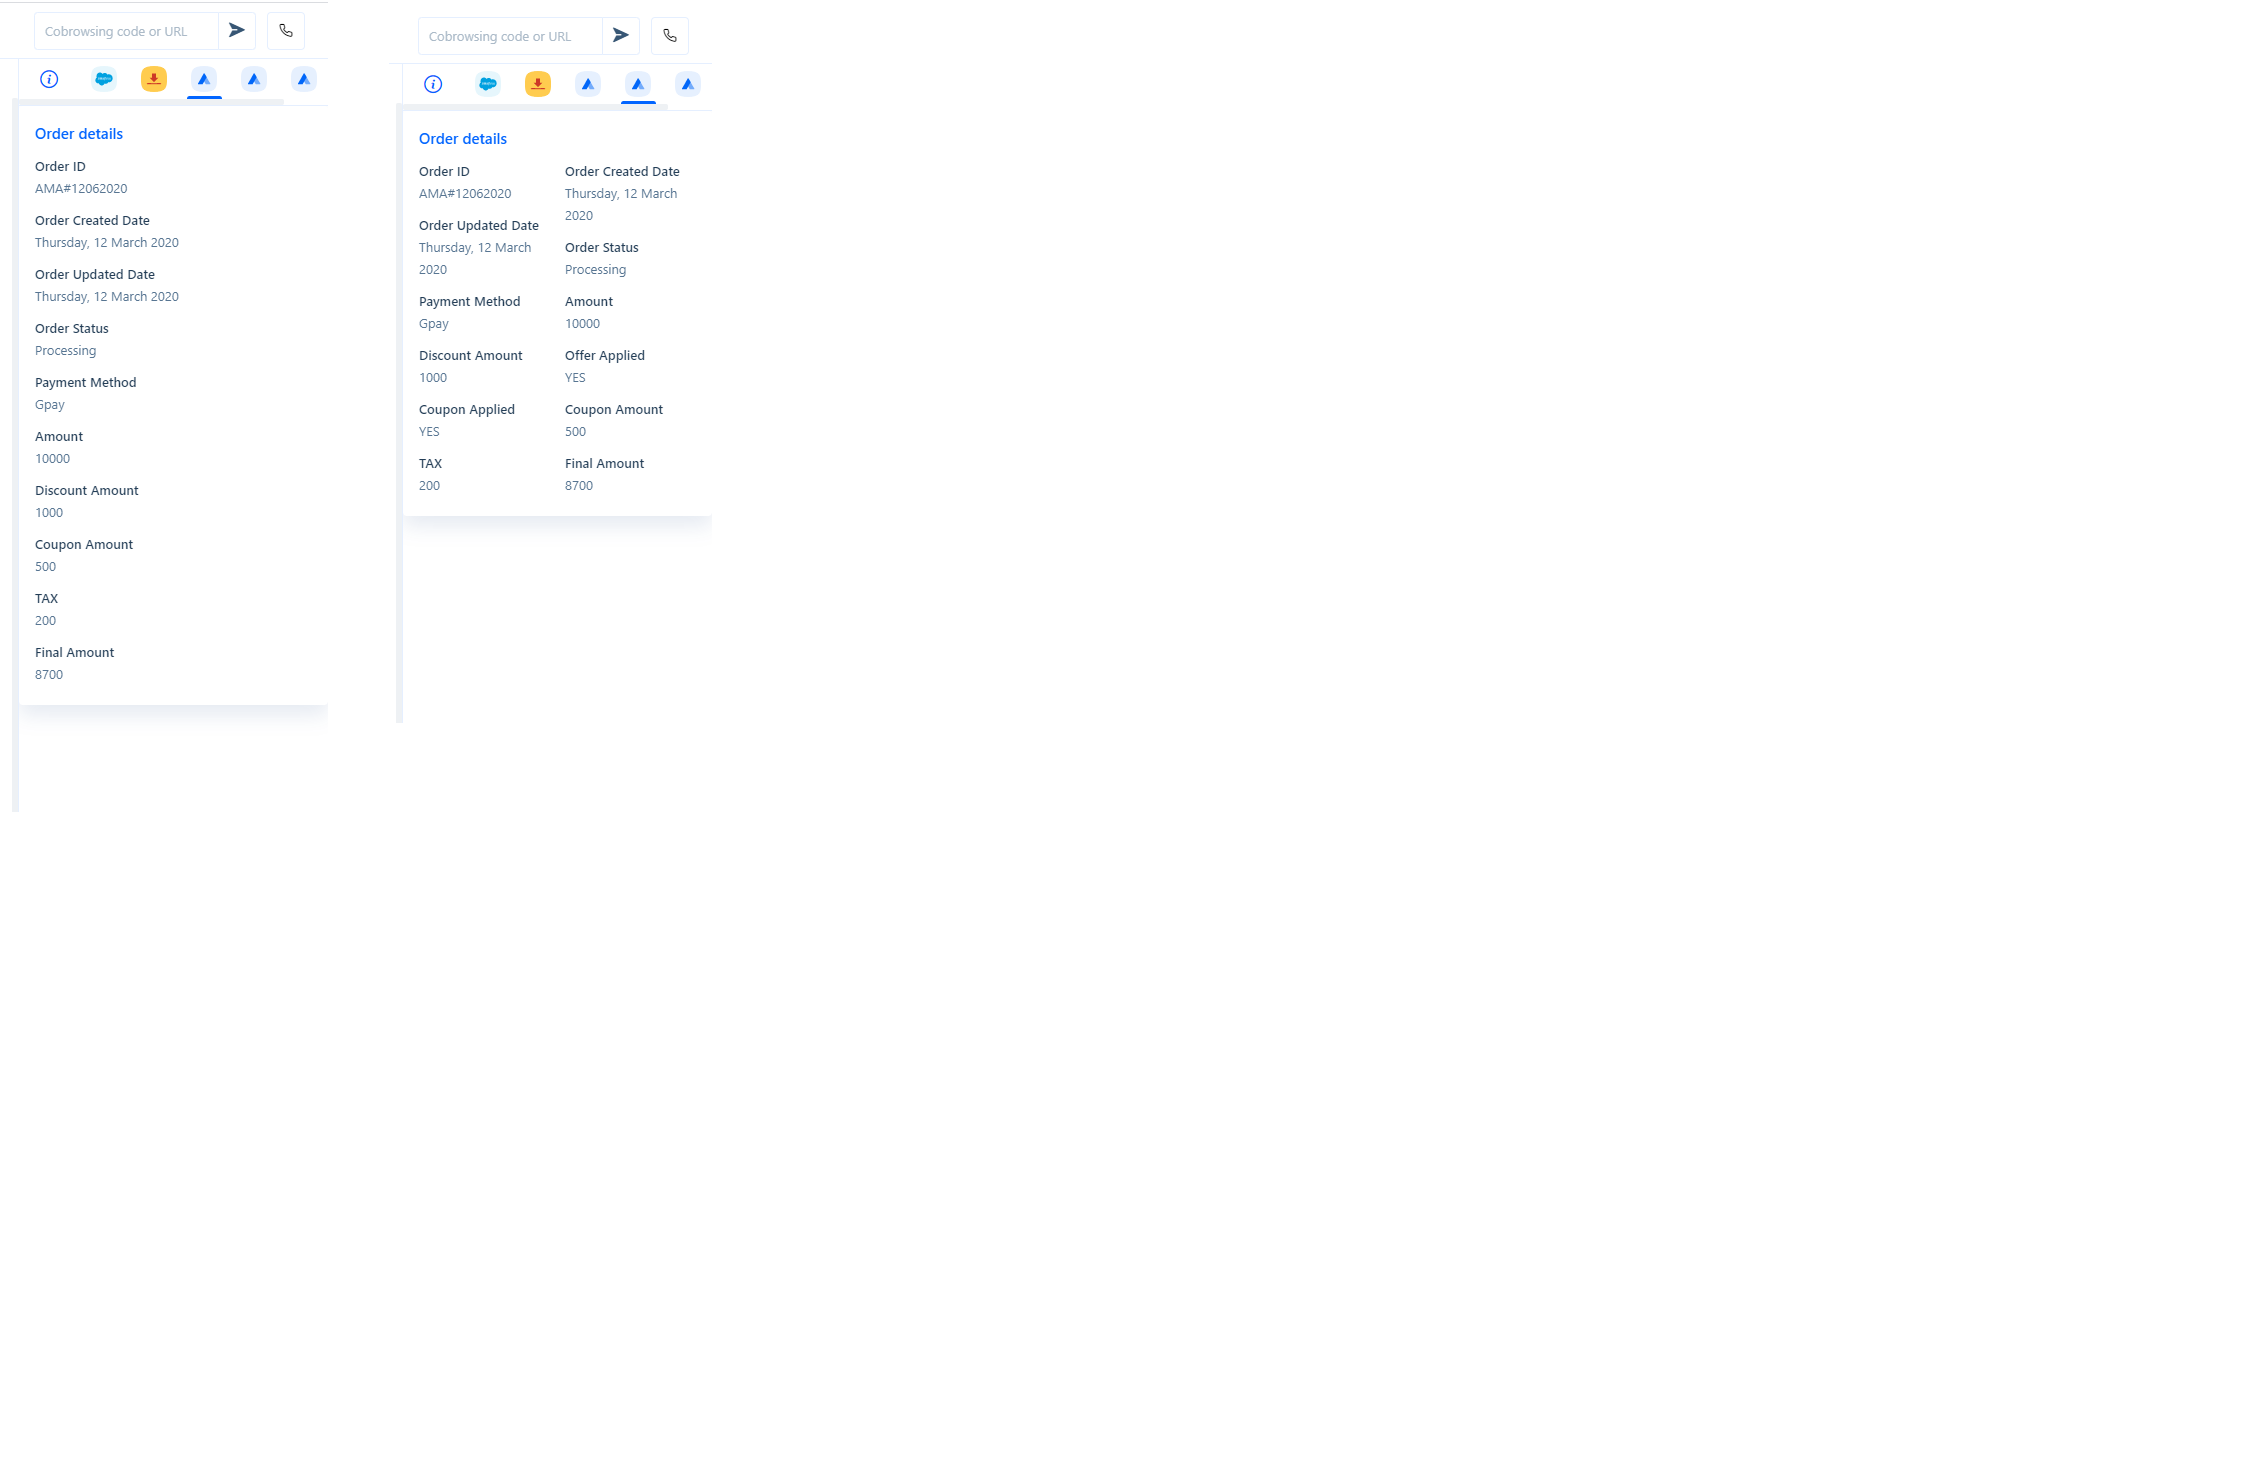 Cobrowsing code or URL
Order details
Order ID
AMA#12062020
Order Created Date
Thursday, 12 March 2020
Order Updated Date
Thursday, 12 March 2020
Order Status
Processing
Payment Method
Gpay
Amount
10000
Discount Amount
1000
Coupon Amount
500
TAX
200
Final Amount
8700
Cobrowsing code or URL
Order details
Order ID
AMA#12062020
Order Created Date
Thursday, 12 March
2020
Order Updated Date
Thursday, 12 March
2020
Order Status
Processing
Payment Method
Gpay
Amount
10000
Discount Amount
1000
Offer Applied
YES
Coupon Applied
YES
Coupon Amount
500
TAX
200
Final Amount
8700